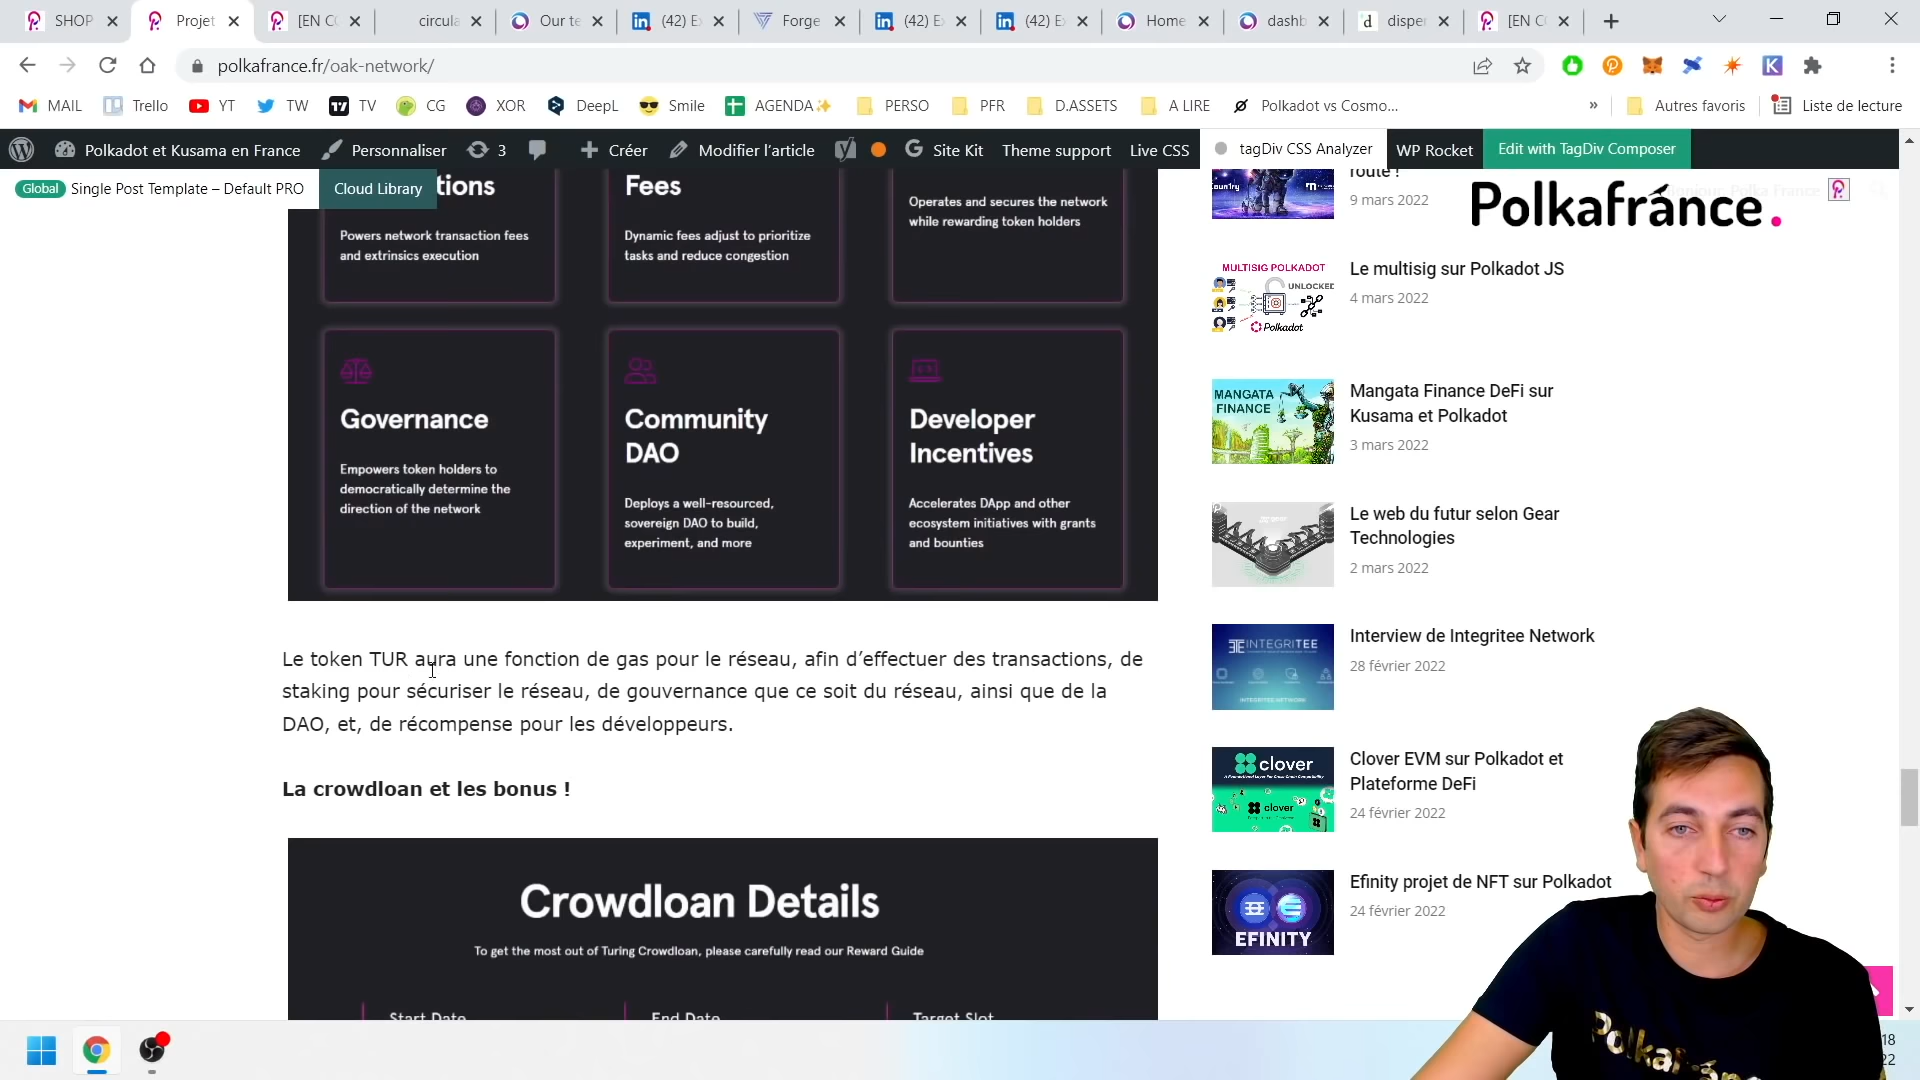 SHOP
Projet
[EN CO
circula
Our te
(42) E
Forge
(42) E
(42) E
Home
dashb
disper
[EN C
polkafrance.fr/oak-network/
MAIL
Trello
YT
TW
TV
CG
XOR
DeepL
Smile
AGENDA✨
PERSO
PFR
D.ASSETS
A LIRE
Polkadot vs Cosmo...
»
Autres favoris
Liste de lecture
Polkadot et Kusama en France
Personnaliser
3
Créer
Modifier l'article
Site Kit
Theme support
Live CSS
tagDiv CSS Analyzer
WP Rocket
Edit with TagDiv Composer
Global
Single Post Template – Default PRO
Cloud Library
Bonjour, Polka France
Polkafránce.
tions
Powers network transaction fees
and extrinsics execution
Fees
Dynamic fees adjust to prioritize
tasks and reduce congestion
Operates and secures the network
while rewarding token holders
Governance
Empowers token holders to
democratically determine the
direction of the network
Community
DAO
Deploys a well-resourced,
sovereign DAO to build,
experiment, and more
Developer
Incentives
Accelerates DApp and other
ecosystem initiatives with grants
and bounties
Le token TUR aura une fonction de gas pour le réseau, afin d'effectuer des transactions, de
staking pour sécuriser le réseau, de gouvernance que ce soit du réseau, ainsi que de la
DAO, et, de récompense pour les développeurs.
La crowdloan et les bonus !
Crowdloan Details
To get the most out of Turing Crowdloan, please carefully read our Reward Guide
Start Date
End Date
Target Slot
route !
9 mars 2022
MULTISIG POLKADOT
UNLOCKED
Polkadot
Le multisig sur Polkadot JS
4 mars 2022
MANGATA
FINANCE
Mangata Finance DeFi sur
Kusama et Polkadot
3 mars 2022
Le web du futur selon Gear
Technologies
2 mars 2022
INTEGRITEE
INTEGRITEE NETWORK
Interview de Integritee Network
28 février 2022
clover
clover
Clover EVM sur Polkadot et
Plateforme DeFi
24 février 2022
EFINITY
Efinity projet de NFT sur Polkadot
24 février 2022
18
22